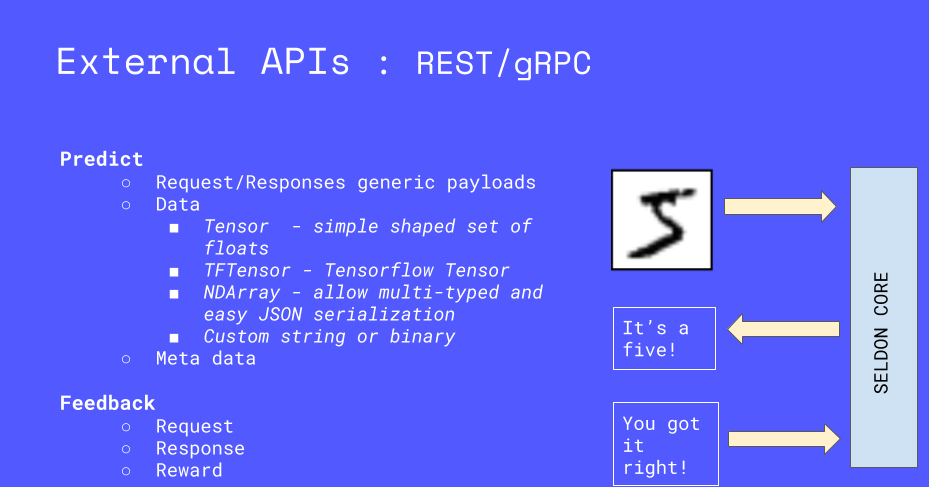 External APIs : REST/gRPC
Predict
○ Request/Responses generic payloads
○ Data
■ Tensor - simple shaped set of
floats
■ TFTensor - Tensorflow Tensor
■ NDArray - allow multi-typed and
easy JSON serialization
■ Custom string or binary
○ Meta data
Feedback
○ Request
○ Response
○ Reward
5
It's a
five!
You got
it
right!
SELDON CORE